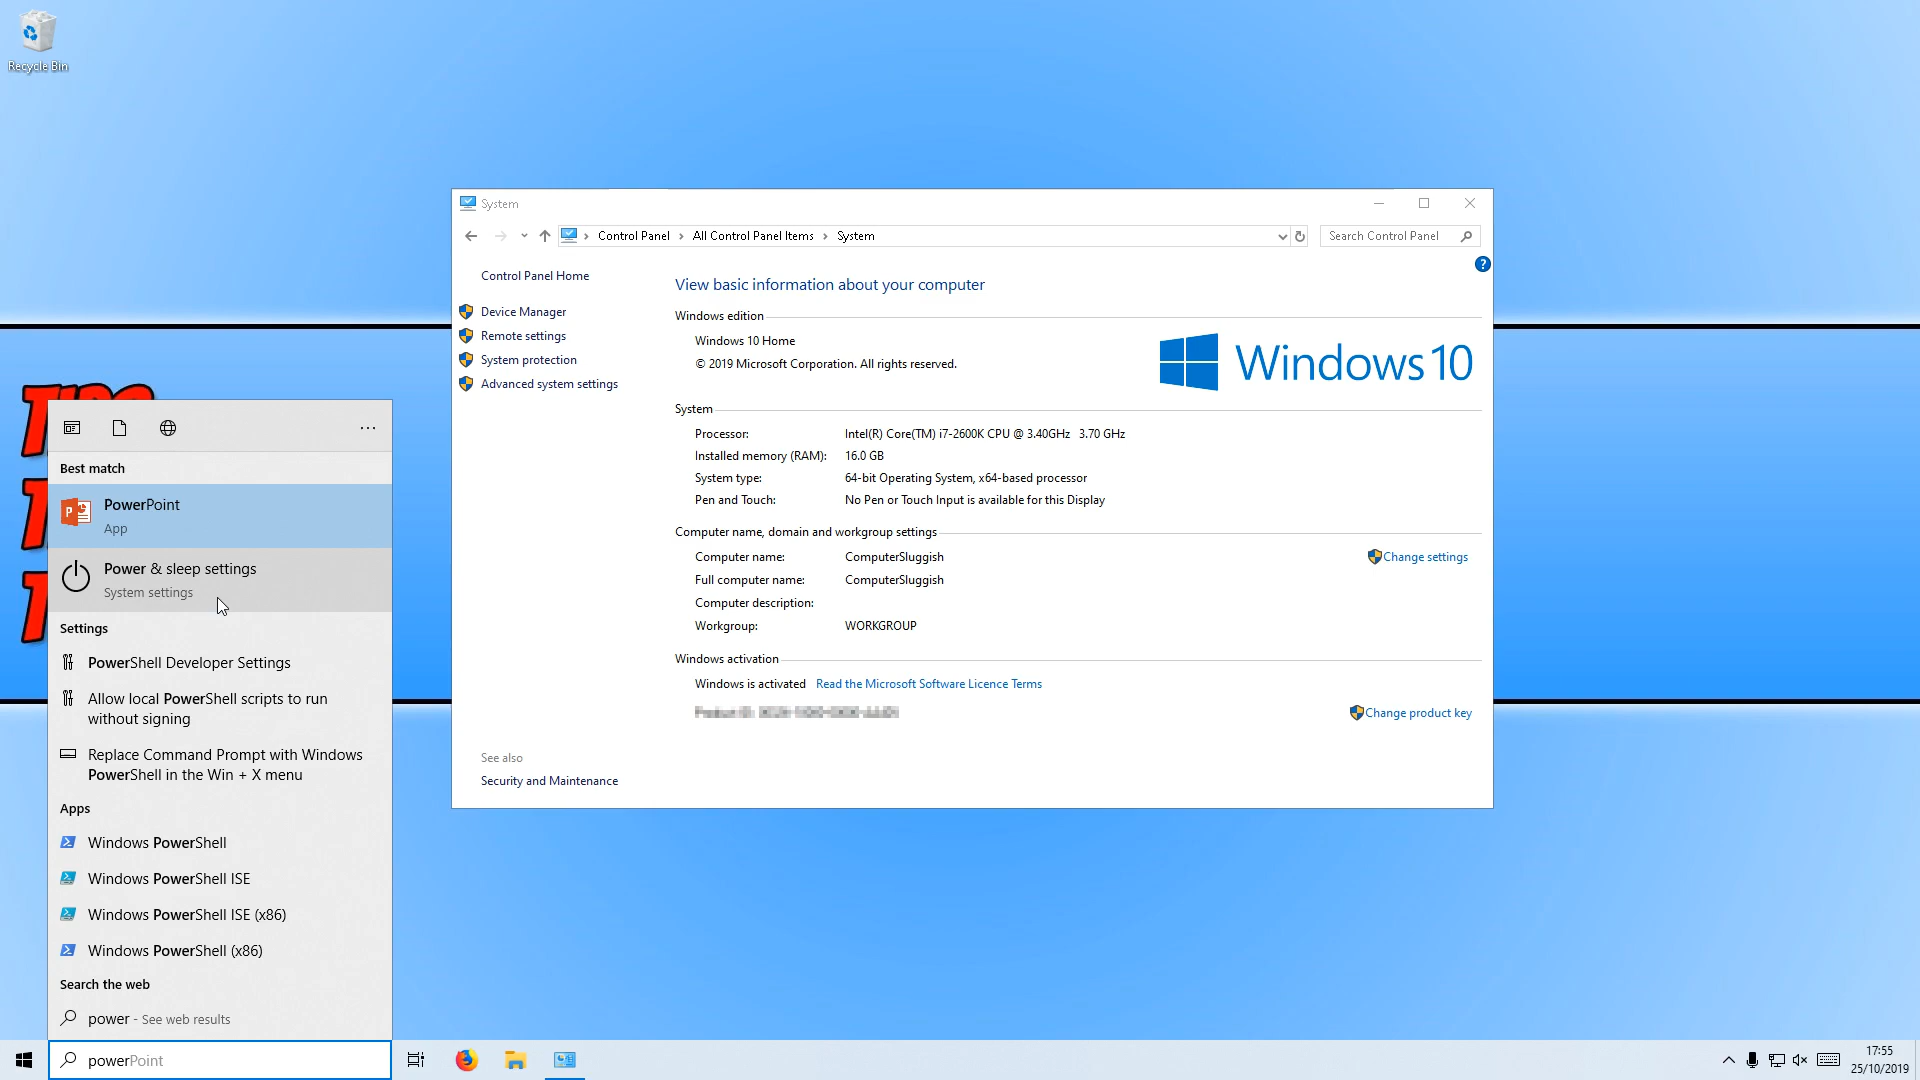 Recycle Bin
System
Control Panel
All Control Panel Items
System
Search Control Panel
?
Control Panel Home
Device Manager
Remote settings
System protection
Advanced system settings
See also
Security and Maintenance
View basic information about your computer
Windows edition
Windows 10 Home
© 2019 Microsoft Corporation. All rights reserved.
Windows 10
System
Processor: Intel(R) Core(TM) i7-2600K CPU @ 3.40GHz 3.70 GHz
Installed memory (RAM): 16.0 GB
System type: 64-bit Operating System, x64-based processor
Pen and Touch: No Pen or Touch Input is available for this Display
Computer name, domain and workgroup settings
Computer name: ComputerSluggish
Change settings
Full computer name: ComputerSluggish
Computer description:
Workgroup: WORKGROUP
Windows activation
Windows is activated Read the Microsoft Software Licence Terms
Change product key
Best match
PowerPoint
App
Power & sleep settings
System settings
Settings
PowerShell Developer Settings
Allow local PowerShell scripts to run
without signing
Replace Command Prompt with Windows
PowerShell in the Win + X menu
Apps
Windows PowerShell
Windows PowerShell ISE
Windows PowerShell ISE (x86)
Windows PowerShell (x86)
Search the web
power - See web results
powerPoint
17:55
25/10/2019